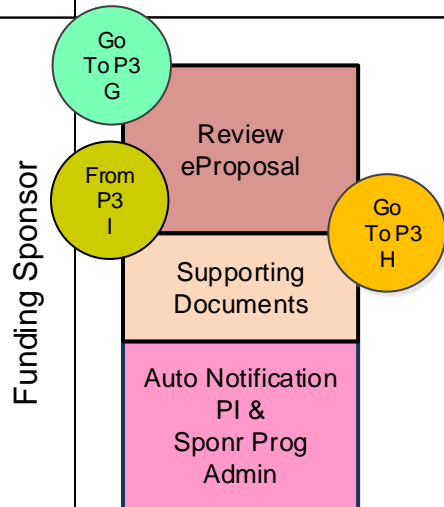 Go
To P3
G
Review
eProposal
From
P3
I
Go
To P3
H
Funding Sponsor
Supporting
Documents
Auto Notification
PI &
Sponr Prog
Admin